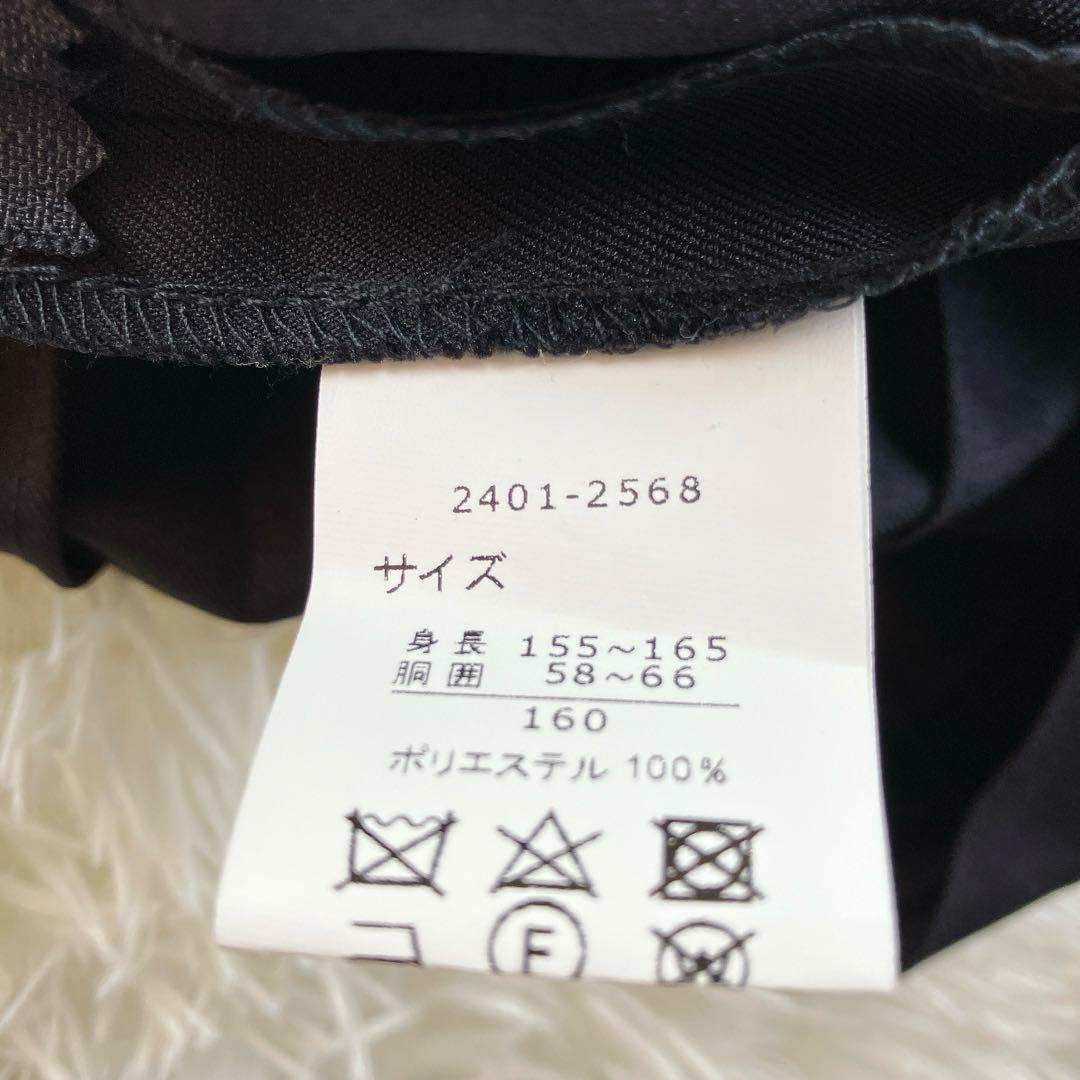 2401-2568
サイズ
身長 155~165
胴囲 58~66
160
ポリエステル 100%
F